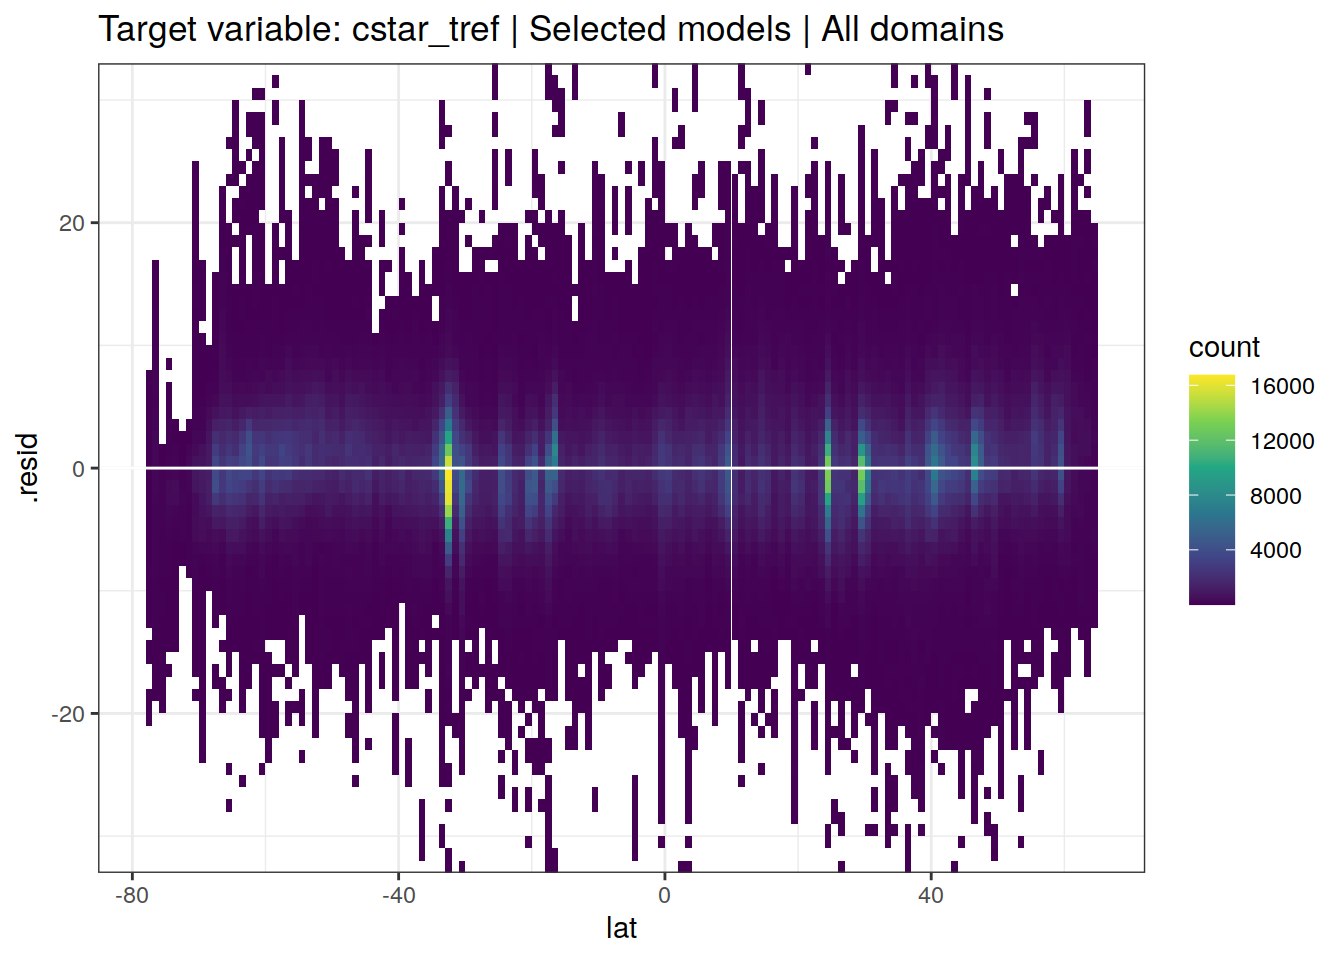 Target variable: cstar_tref | Selected models | All domains
.resid
20
0
-20
-80
-40
0
40
lat
count
16000
12000
8000
4000